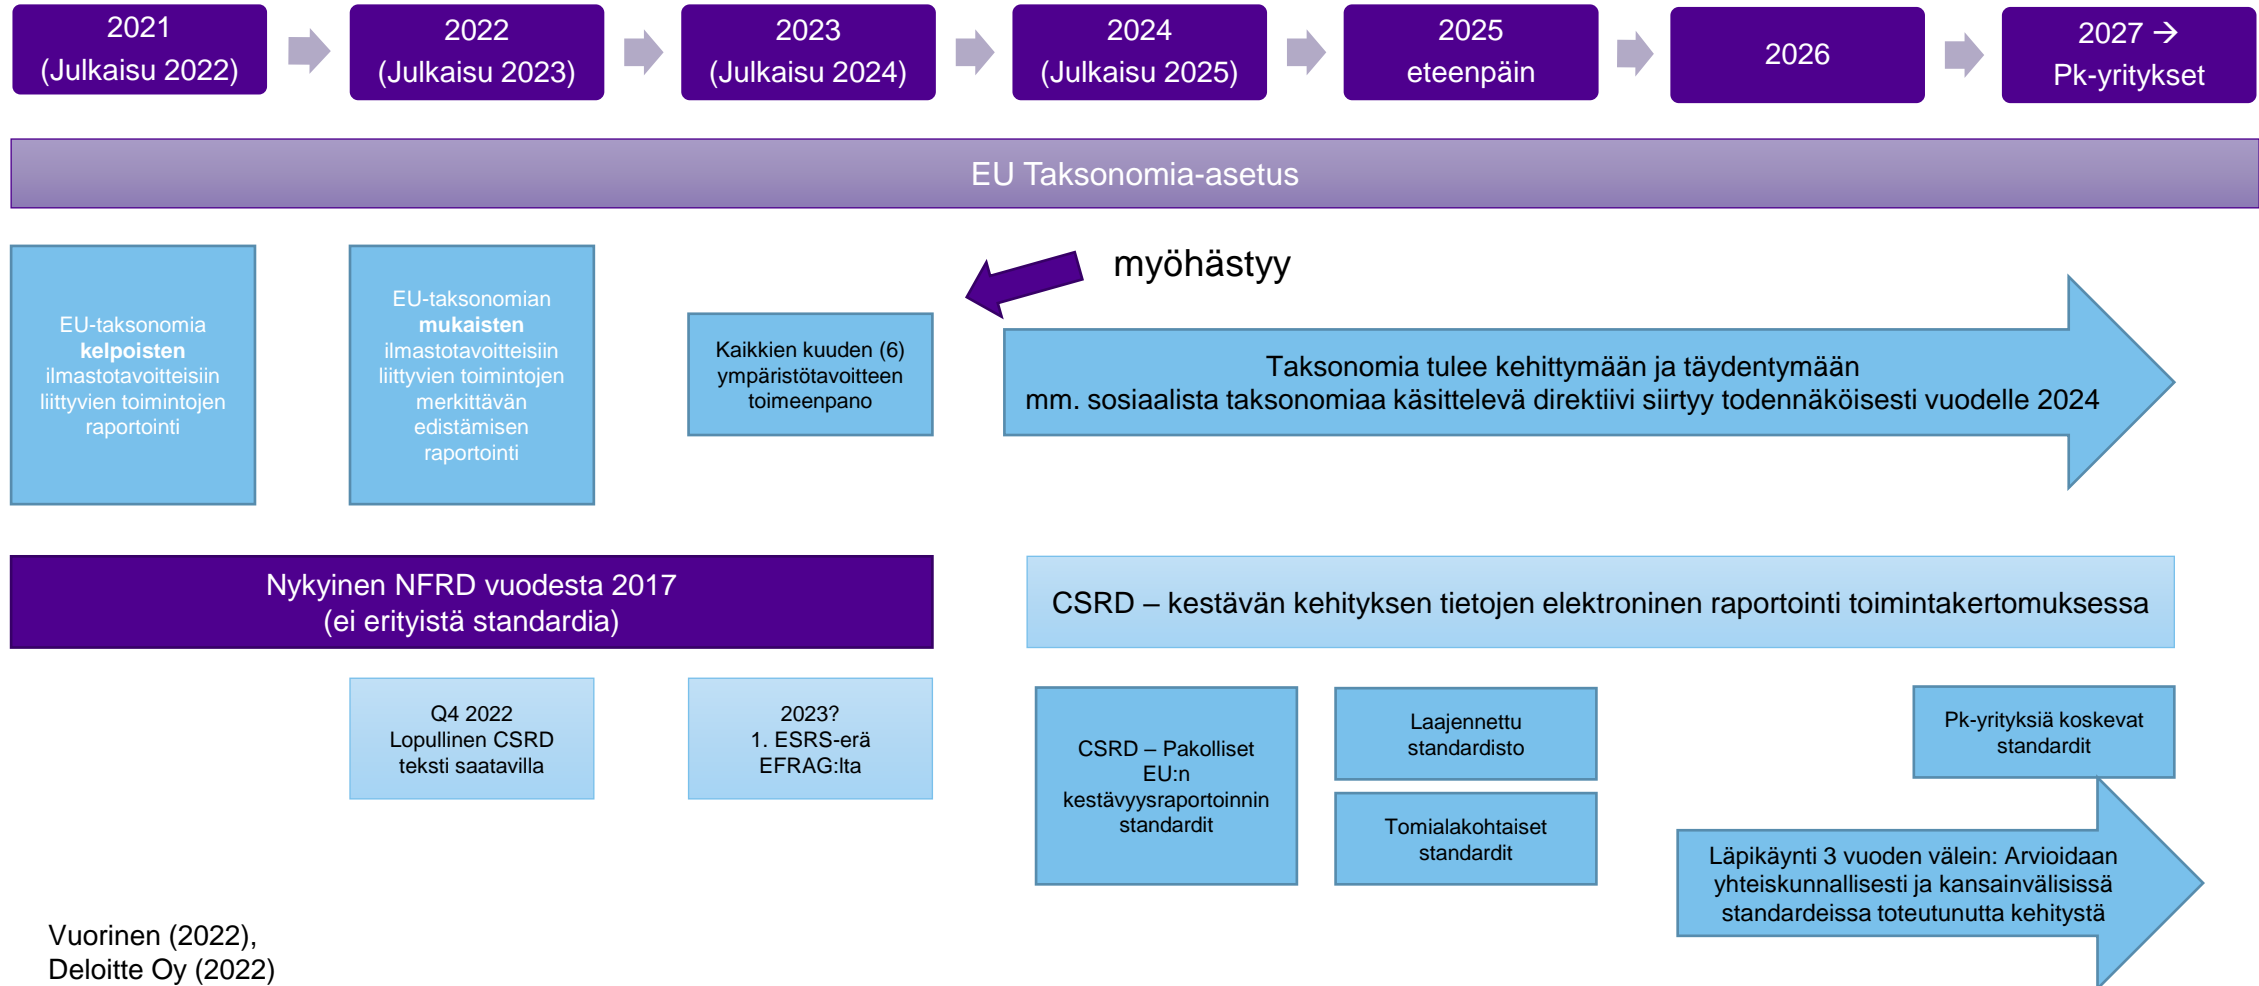 2021
(Julkaisu 2022)
2022
(Julkaisu 2023)
2023
(Julkaisu 2024)
2024
(Julkaisu 2025)
2025
eteenpäin
2026
2027 →
Pk-yritykset
EU Taksonomia-asetus
EU-taksonomia
kelpoisten
ilmastotavoitteisiin
liittyvien toimintojen
raportointi
EU-taksonomian
mukaisten
ilmastotavoitteisiin
liittyvien toimintojen
merkittävän
edistämisen
raportointi
Kaikkien kuuden (6)
ympäristötavoitteen
toimeenpano
myöhästyy
Taksonomia tulee kehittymään ja täydentymään
mm. sosiaalista taksonomiaa käsittelevä direktiivi siirtyy todennäköisesti vuodelle 2024
Nykyinen NFRD vuodesta 2017
(ei erityistä standardia)
CSRD – kestävän kehityksen tietojen elektroninen raportointi toimintakertomuksessa
Q4 2022
Lopullinen CSRD
teksti saatavilla
2023?
1. ESRS-erä
EFRAG:lta
CSRD – Pakolliset
EU:n
kestävyysraportoinnin
standardit
Laajennettu
standardisto
Tomialakohtaiset
standardit
Pk-yrityksiä koskevat
standardit
Läpikäynti 3 vuoden välein: Arvioidaan
yhteiskunnallisesti ja kansainvälisissä
standardeissa toteutunutta kehitystä
Vuorinen (2022),
Deloitte Oy (2022)